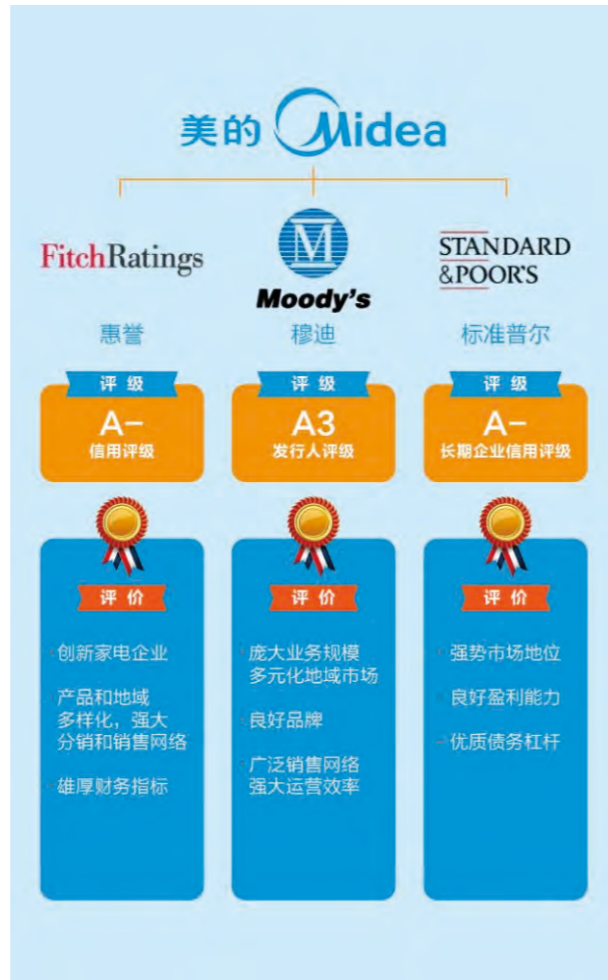 美的 Midea
FitchRatings
惠誉
评 级
A-
信用评级
评 价
创新家电企业
产品和地域
多样化，强大
分销和销售网络
雄厚财务指标
M
Moody's
穆迪
评 级
A3
发行人评级
评 价
庞大业务规模
多元化地域市场
良好品牌
广泛销售网络
强大运营效率
STANDARD
&POOR'S
标准普尔
评 级
A-
长期企业信用评级
评 价
强势市场地位
良好盈利能力
优质债务杠杆